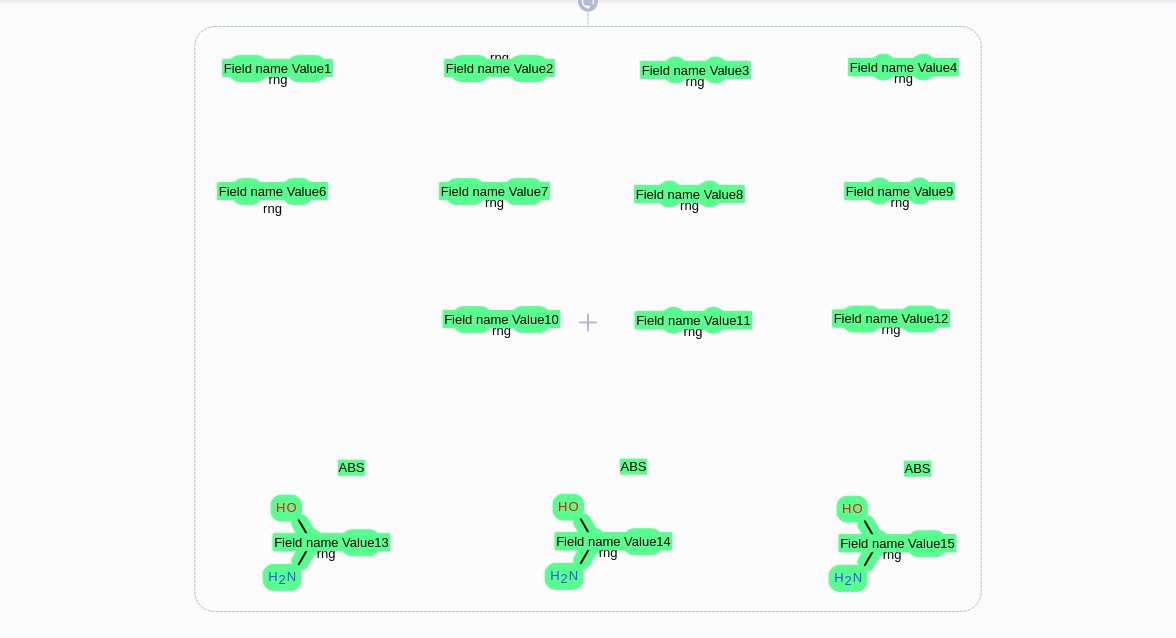 Field name Value1
rng
rng
Field name Value2
Field name Value3
rng
Field name Value4
rng
Field name Value6
rng
Field name Value7
rng
Field name Value8
rng
Field name Value9
rng
Field name Value10
rng
Field name Value11
rng
Field name Value12
rng
ABS
HO
Field name Value13
rng
H2N
ABS
HO
Field name Value14
rng
H2N
ABS
HO
Field name Value15
rng
H2N